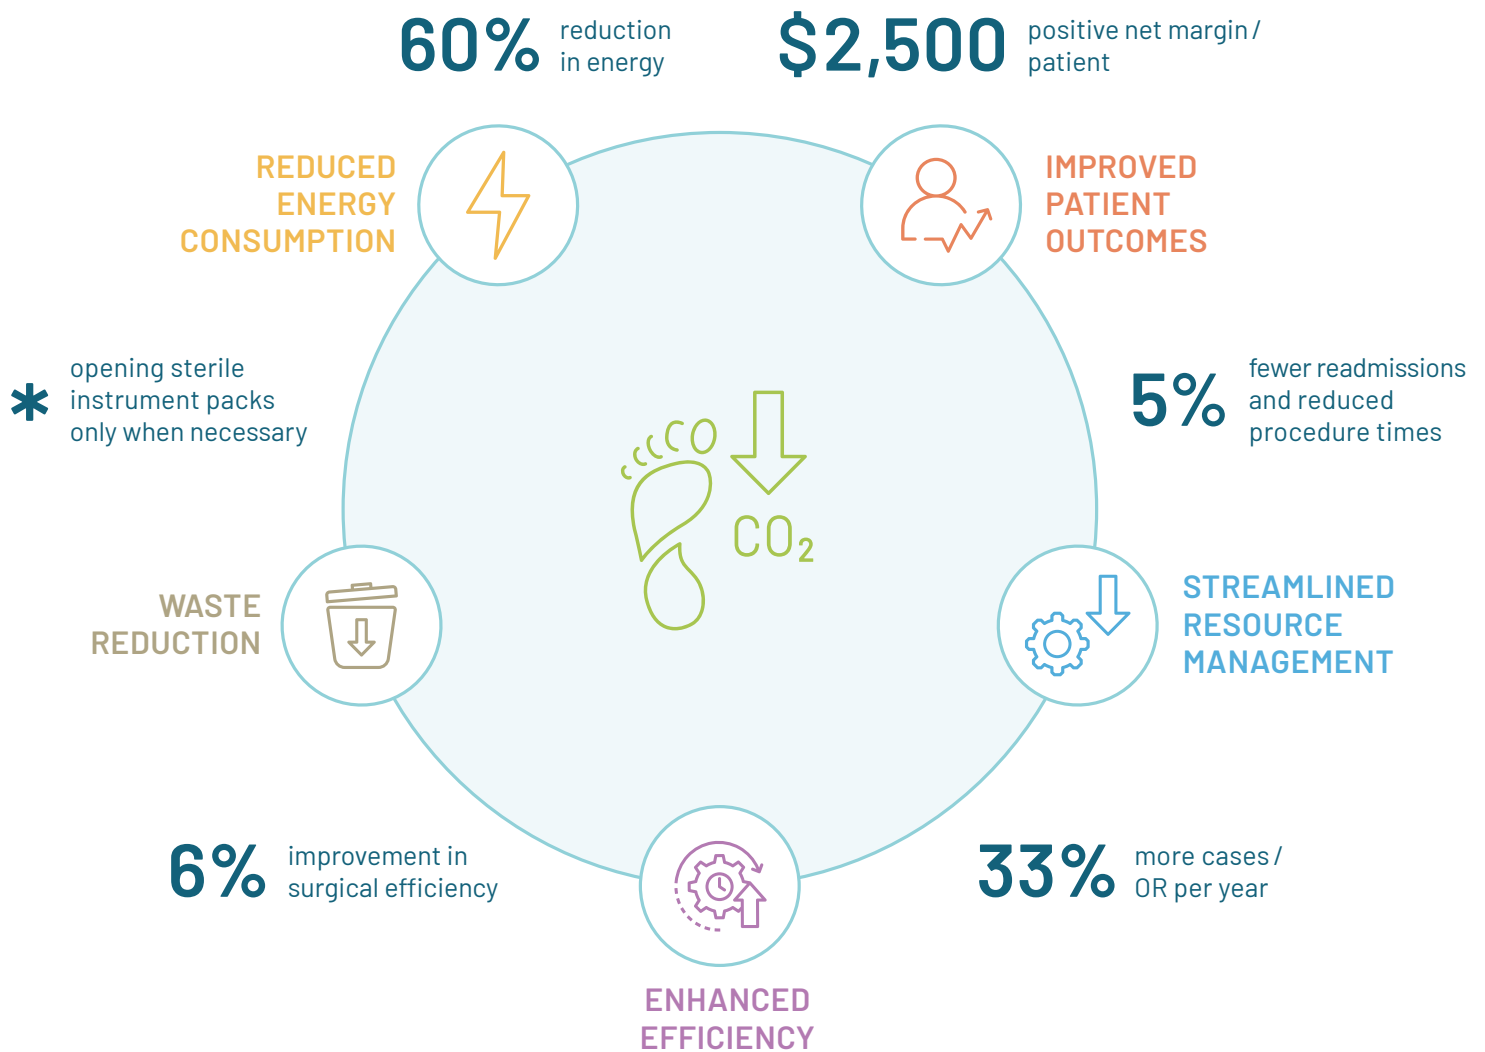 60%
reduction
in energy
$2,500
positive net margin/
patient
REDUCED
ENERGY
CONSUMPTION
IMPROVED
PATIENT
OUTCOMES
*
opening sterile
instrument packs
only when necessary
5%
fewer readmissions
and reduced
procedure times
CO
CO₂
WASTE
REDUCTION
STREAMLINED
RESOURCE
MANAGEMENT
6%
improvement in
surgical efficiency
33%
more cases/
OR per year
ENHANCED
EFFICIENCY